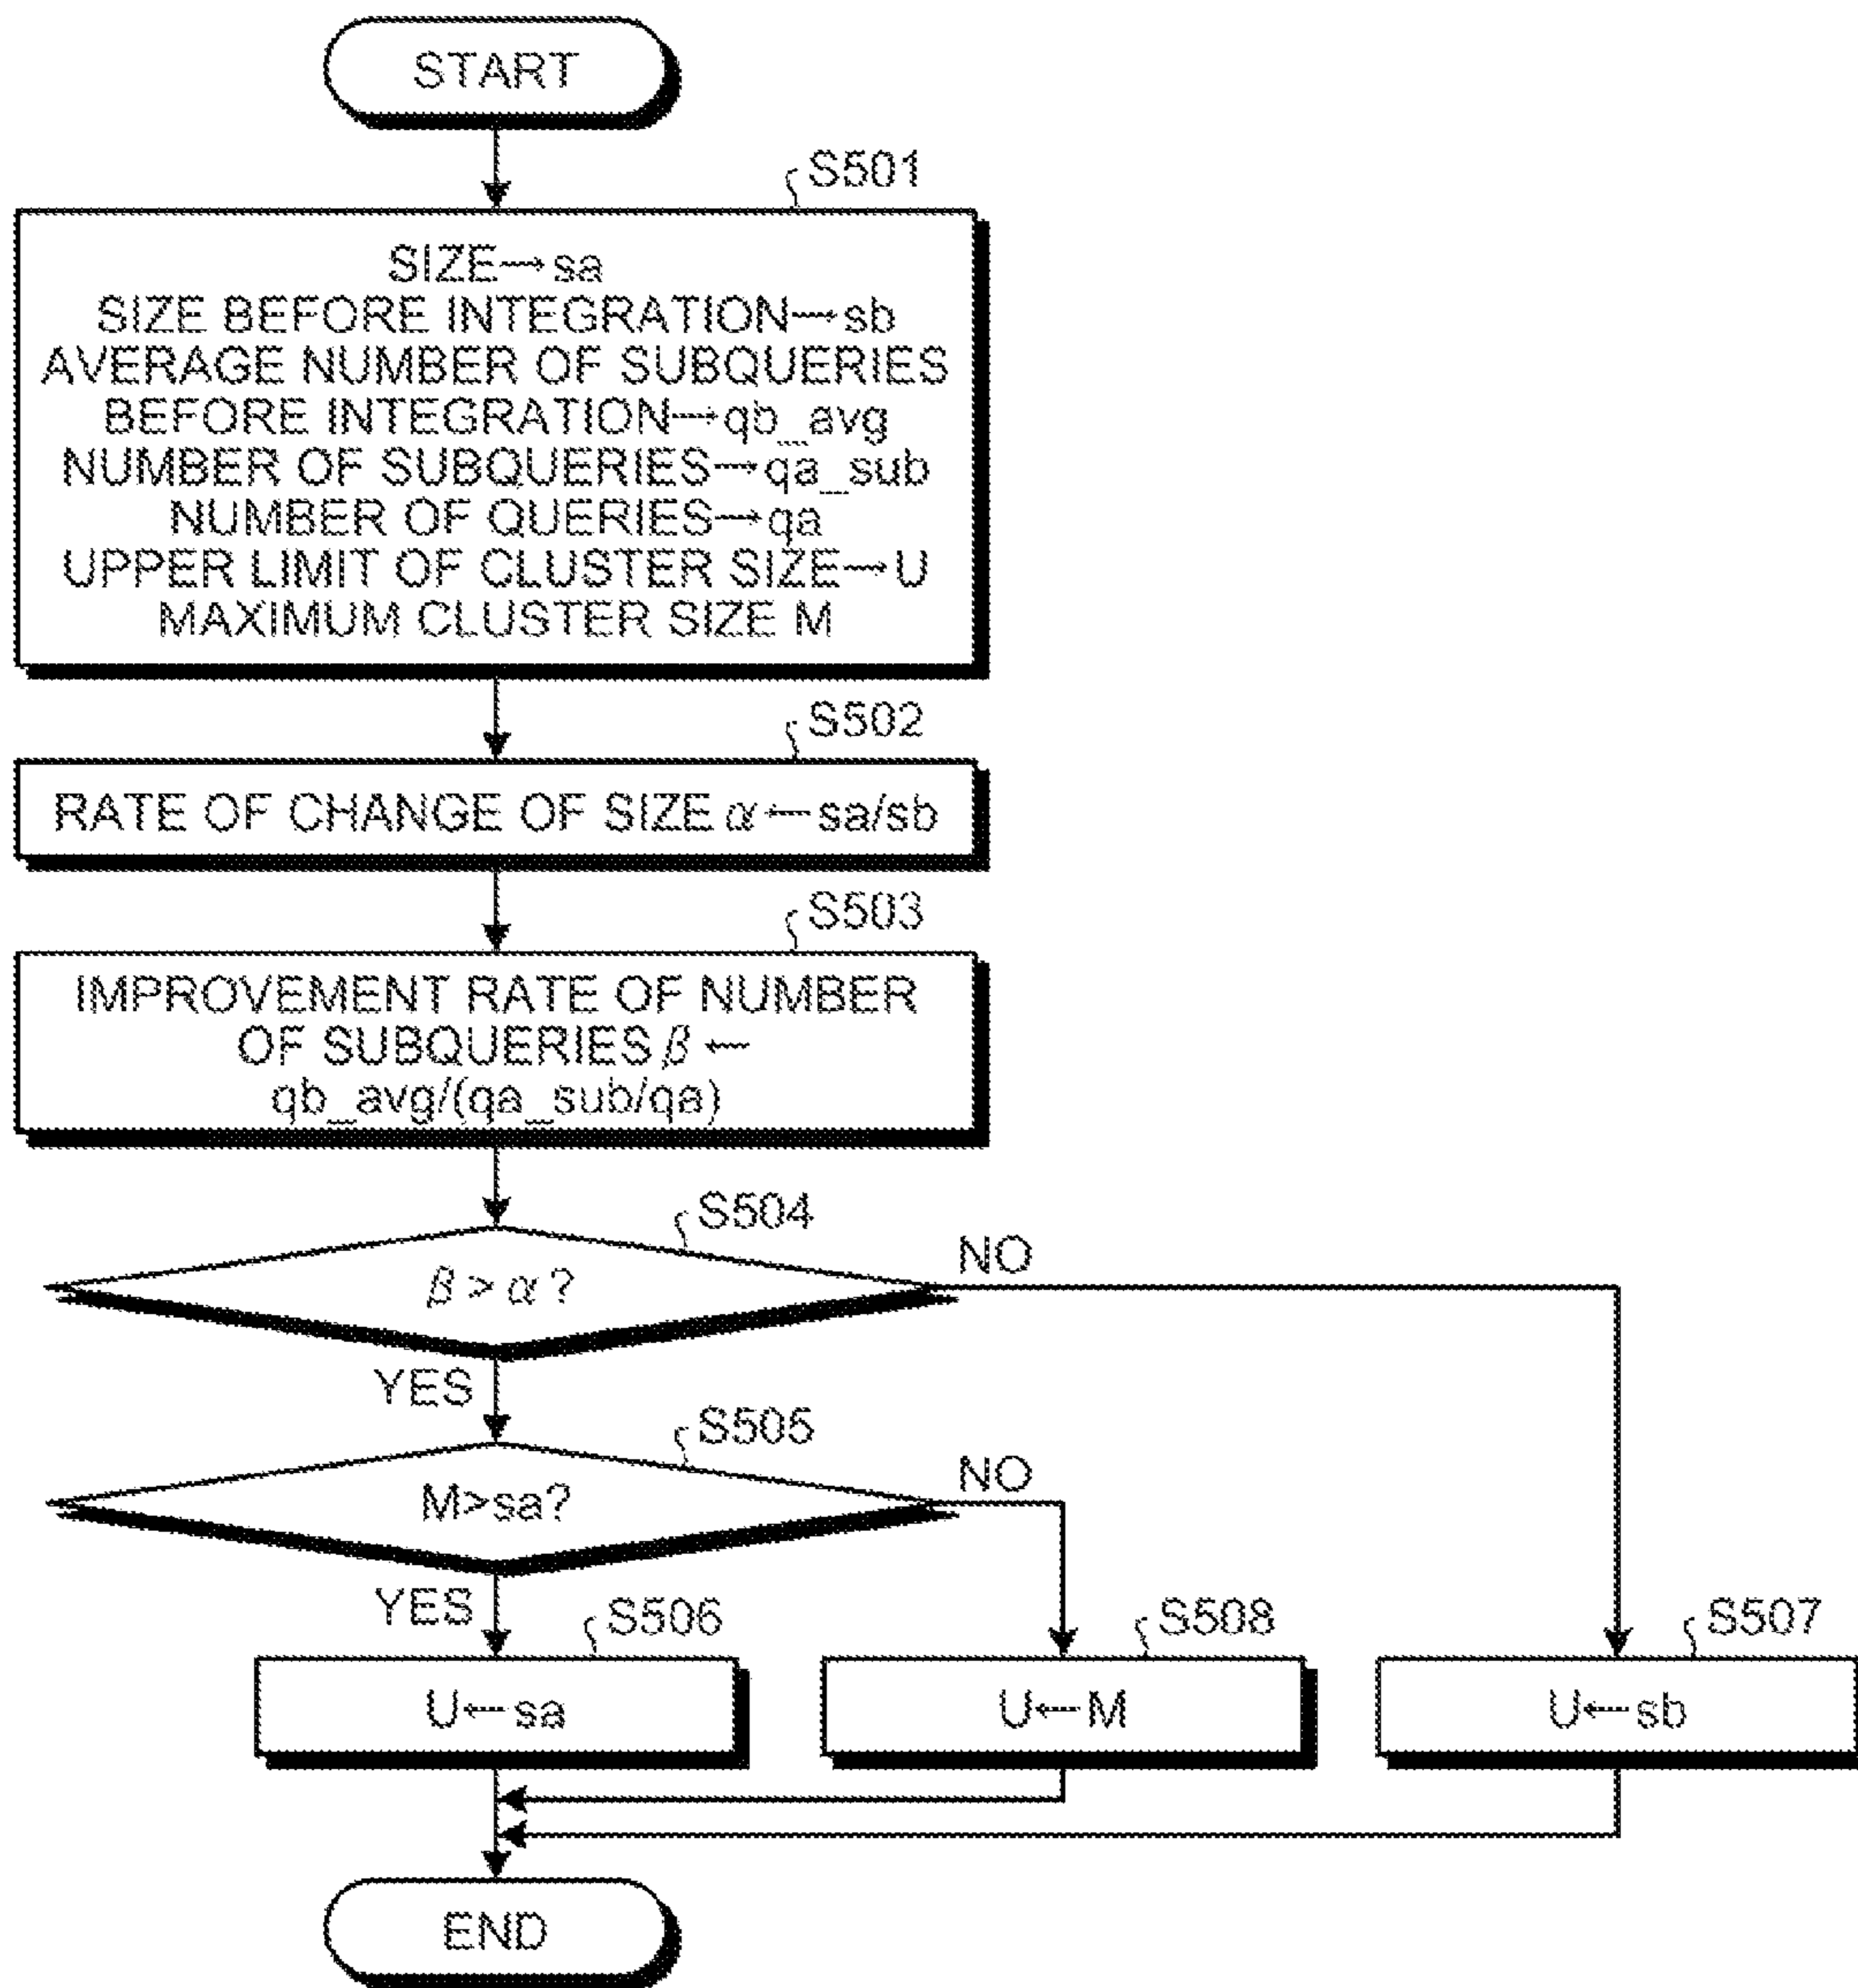 START
S501
SIZE→sa
SIZE BEFORE INTEGRATION→sb
AVERAGE NUMBER OF SUBQUERIES
BEFORE INTEGRATION→qb_avg
NUMBER OF SUBQUERIES→qa_sub
NUMBER OF QUERIES→qa
UPPER LIMIT OF CLUSTER SIZE→U
MAXIMUM CLUSTER SIZE M
S502
RATE OF CHANGE OF SIZE α←sa/sb
S503
IMPROVEMENT RATE OF NUMBER
OF SUBQUERIES β←
qb_avg/(qa_sub/qa)
S504
β > α ?
NO
YES
S505
M>sa?
NO
YES
S506
U←sa
S508
U←M
S507
U←sb
END